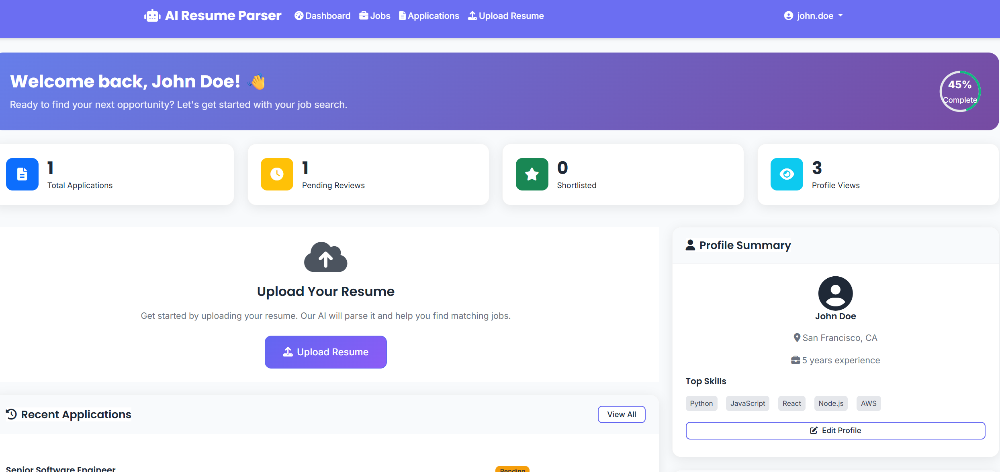 AI Resume Parser Dashboard Jobs Applications Upload Resume john.doe
Welcome back, John Doe!
Ready to find your next opportunity? Let's get started with your job search.
45%
Complete
1
Total Applications
1
Pending Reviews
0
Shortlisted
3
Profile Views
Upload Your Resume
Get started by uploading your resume. Our AI will parse it and help you find matching jobs.
Upload Resume
Recent Applications
View All
Senior Software Engineer
Pending
Profile Summary
John Doe
San Francisco, CA
5 years experience
Top Skills
Python JavaScript React Node.js AWS
Edit Profile